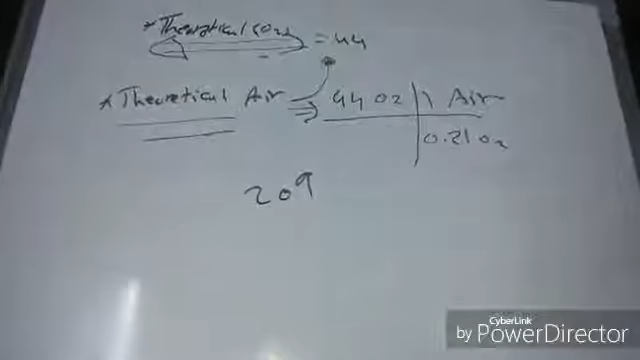 * Theoretical (O2) = 44
* Theoretical Air ⇒ 44 O2 | 1 Air
0.21 O2
209
CyberLink
by PowerDirector